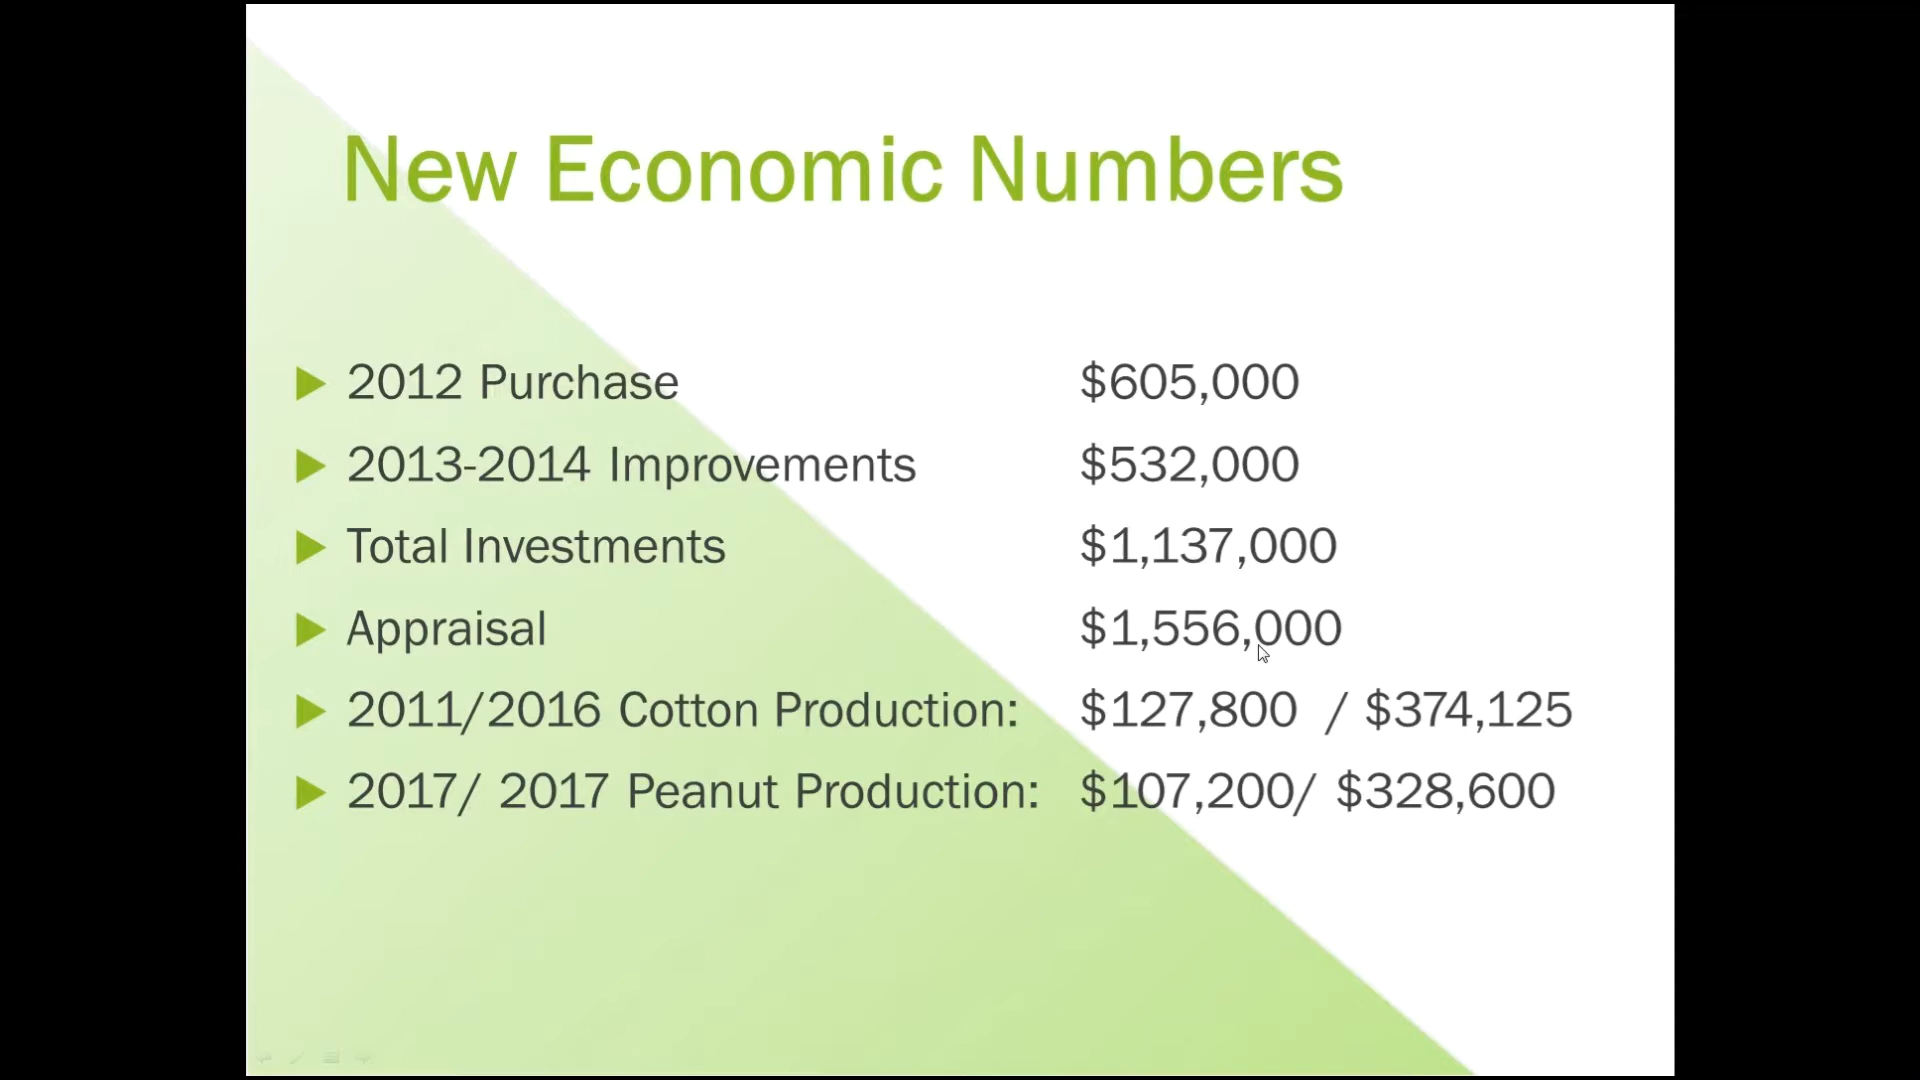 New Economic Numbers
2012 Purchase $605,000
2013-2014 Improvements $532,000
Total Investments $1,137,000
Appraisal $1,556,000
2011/2016 Cotton Production: $127,800 / $374,125
2017/ 2017 Peanut Production: $107,200/ $328,600